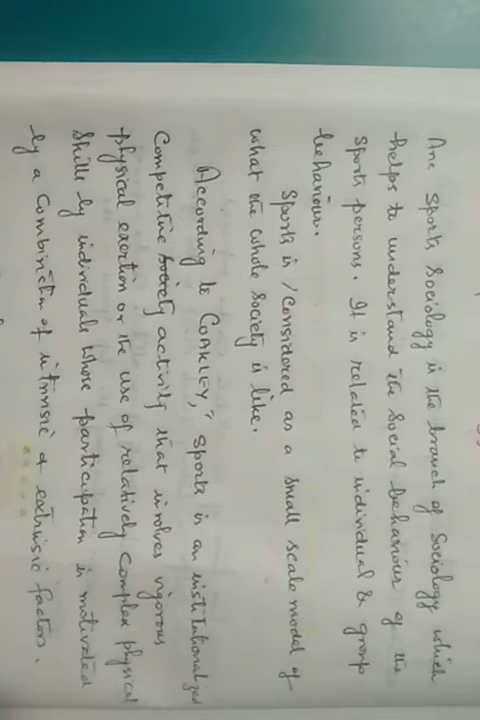 Ans Sports Sociology is the branch of Sociology which
helps to understand the Social behaviour of the
Sports persons. It is related to individual & group
behaviour.
Sports is / Considered as a small scale model of
what the whole Society is like.
According to COAKLEY, " Sports is an institutionalized
Competitive activity that involves vigorous
physical exertion or the use of relatively Complex physical
Skills by individuals whose participation is motivated
by a Combination of intrinsic & extrinsic factors.